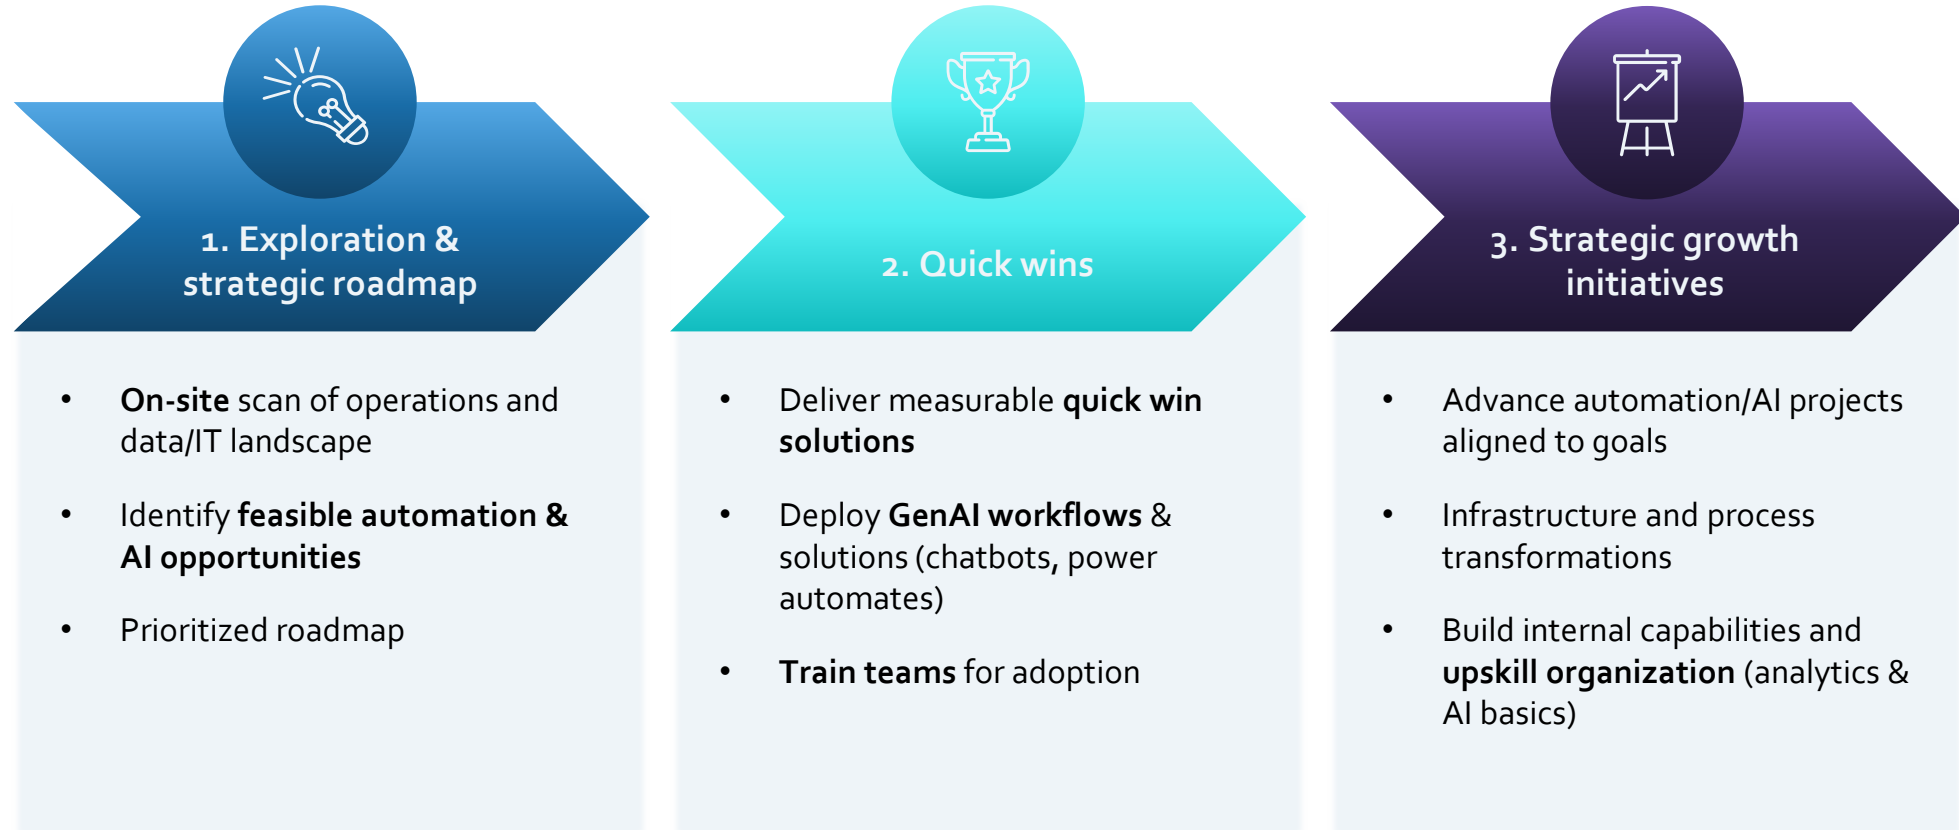 1. Exploration &
strategic roadmap
• On-site scan of operations and
data/IT landscape
• Identify feasible automation &
AI opportunities
• Prioritized roadmap
2. Quick wins
• Deliver measurable quick win
solutions
• Deploy GenAI workflows &
solutions (chatbots, power
automates)
• Train teams for adoption
3. Strategic growth
initiatives
• Advance automation/AI projects
aligned to goals
• Infrastructure and process
transformations
• Build internal capabilities and
upskill organization (analytics &
AI basics)